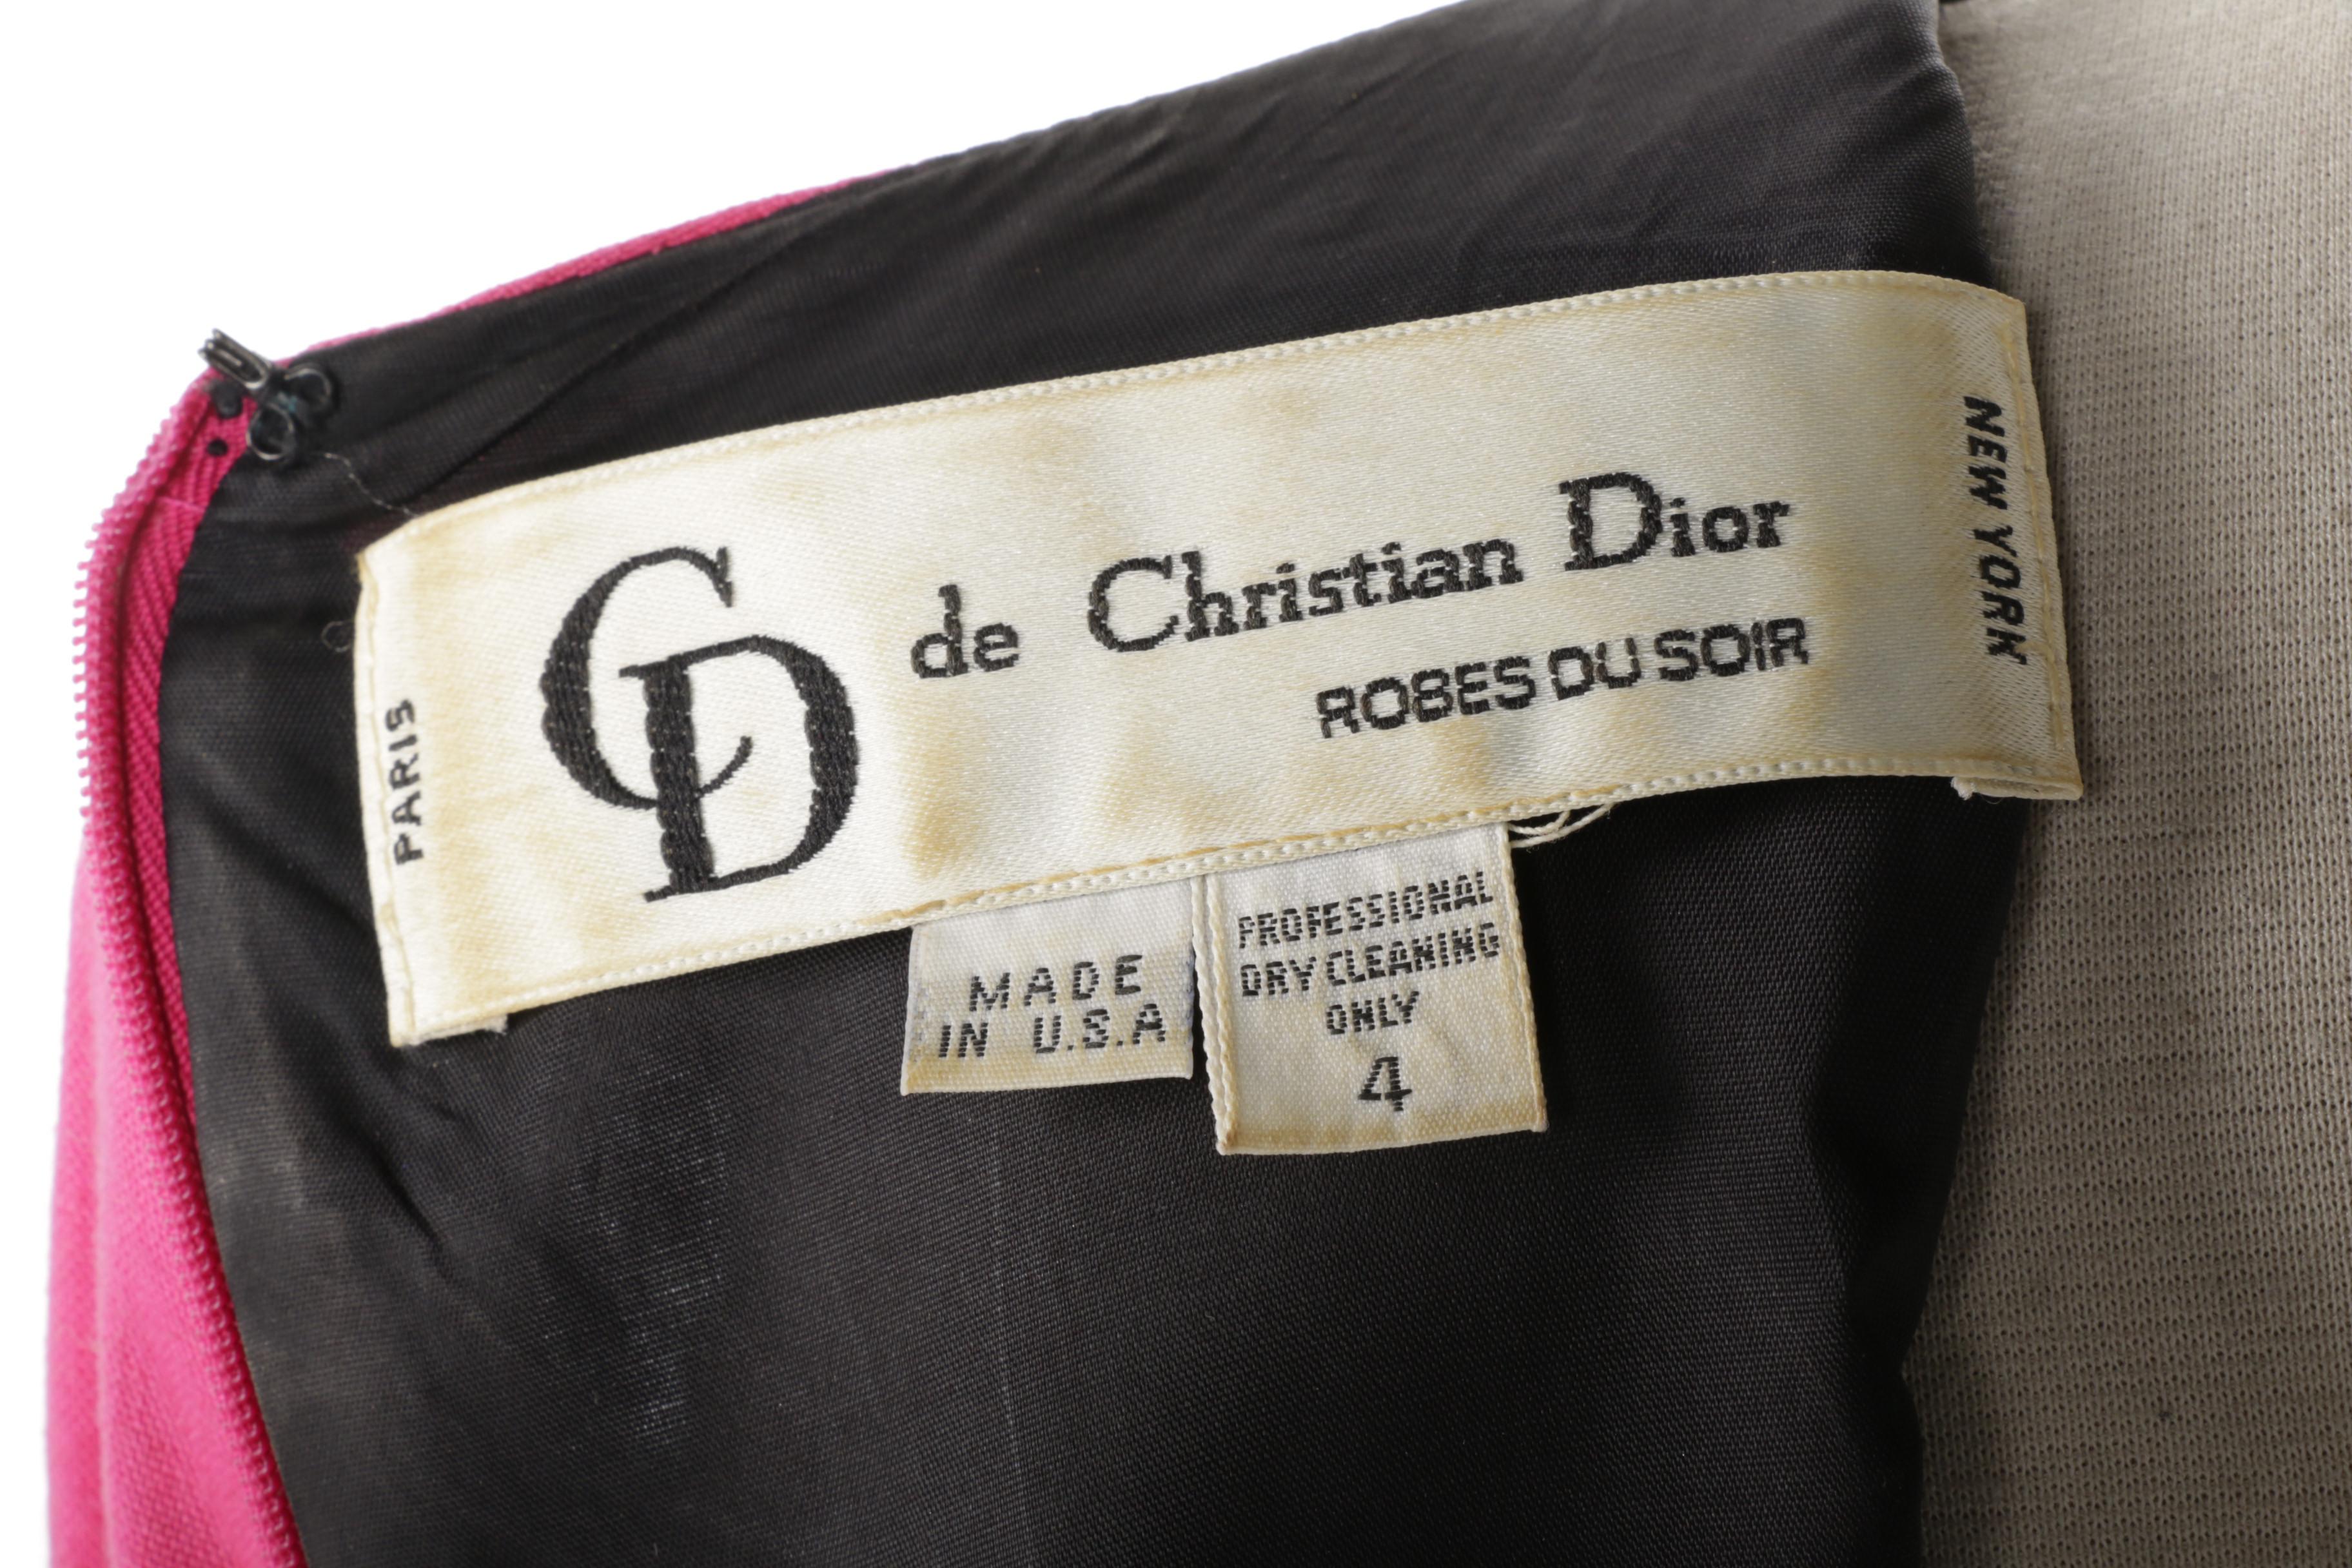 PARIS
CD de Christian Dior
ROBES DU SOIR
NEW YORK
MADE
IN U.S.A
PROFESSIONAL
DRY CLEANING
ONLY
4